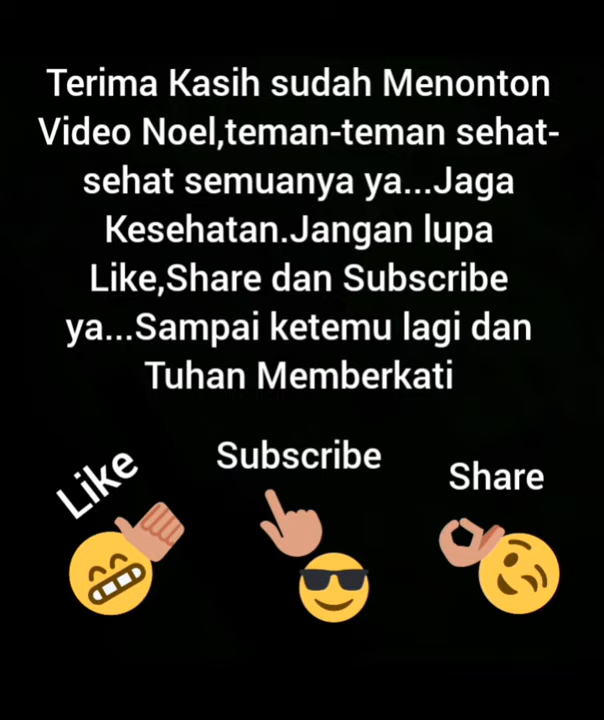 Terima Kasih sudah Menonton
Video Noel,teman-teman sehat-
sehat semuanya ya...Jaga
Kesehatan.Jangan lupa
Like,Share dan Subscribe
ya...Sampai ketemu lagi dan
Tuhan Memberkati
Like
Subscribe
Share